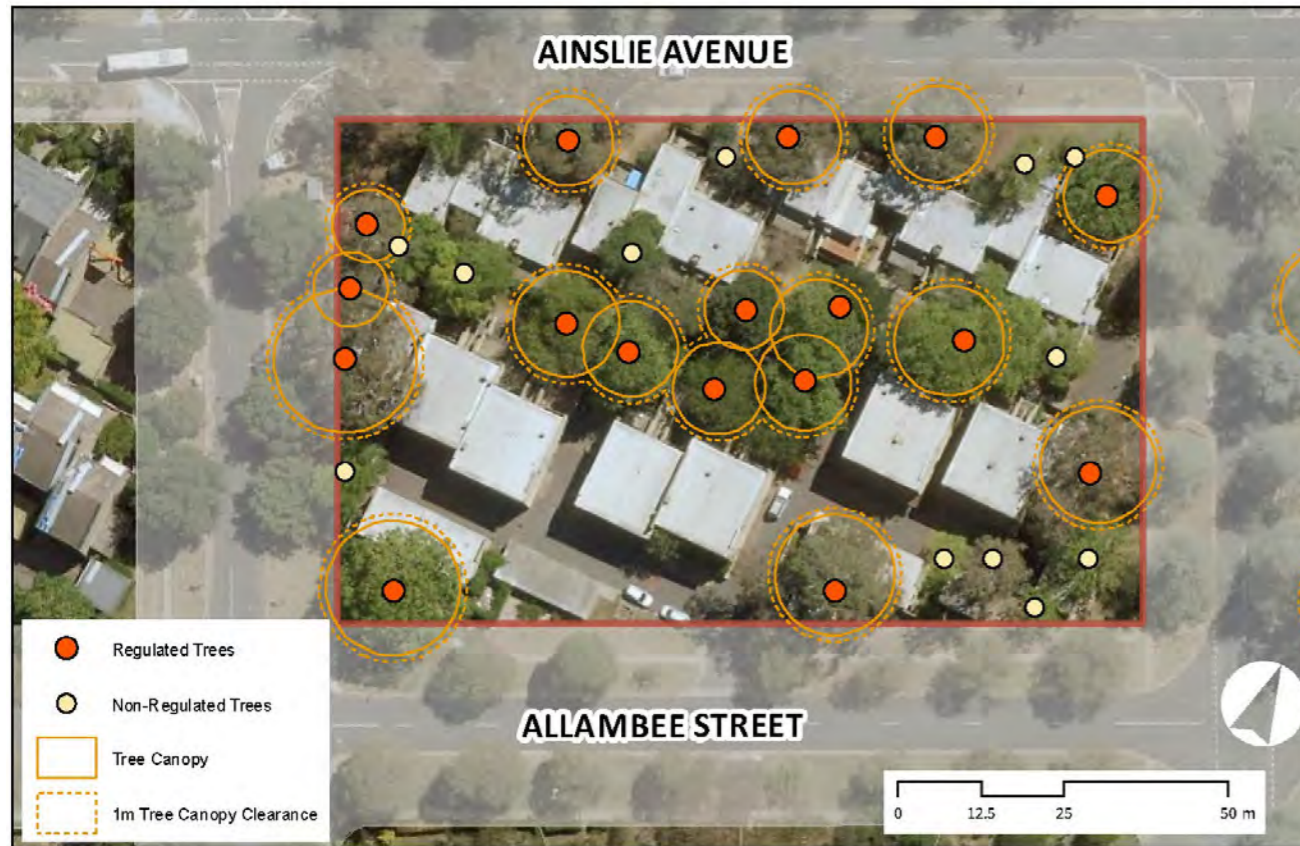 AINSLIE AVENUE
Regulated Trees
Non-Regulated Trees
Tree Canopy
1m Tree Canopy Clearance
ALLAMBEE STREET
0 12.5 25 50 m